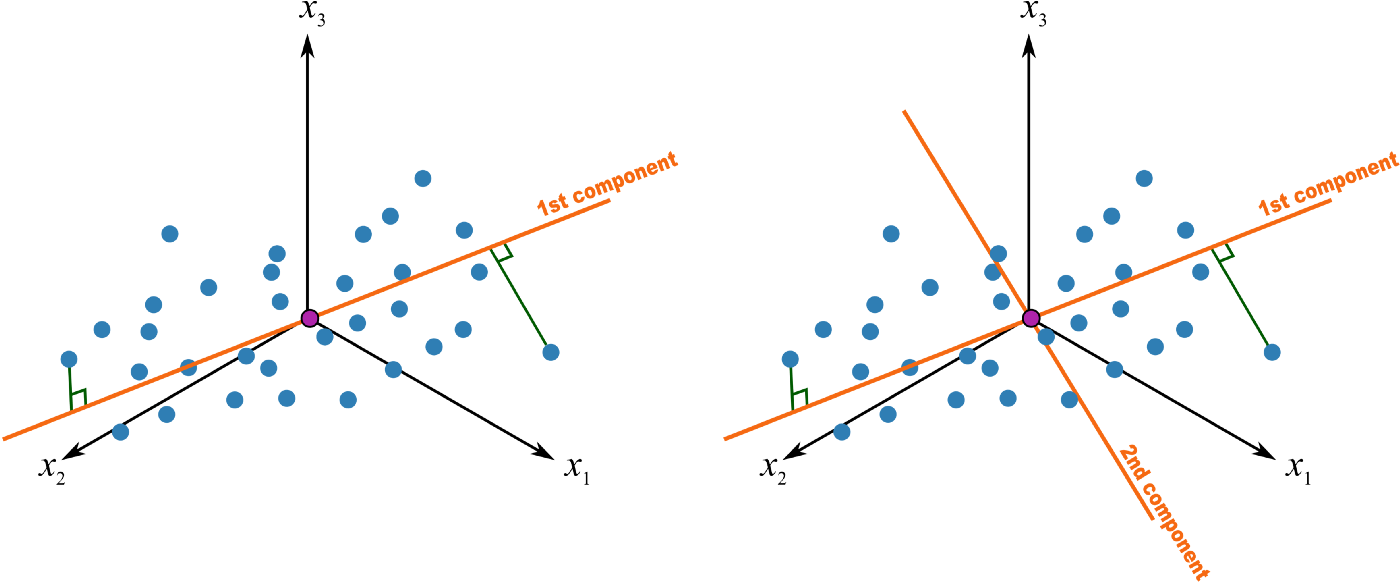 x₃
1st component
x₂
x₁
x₃
1st component
x₂
x₁
2nd component